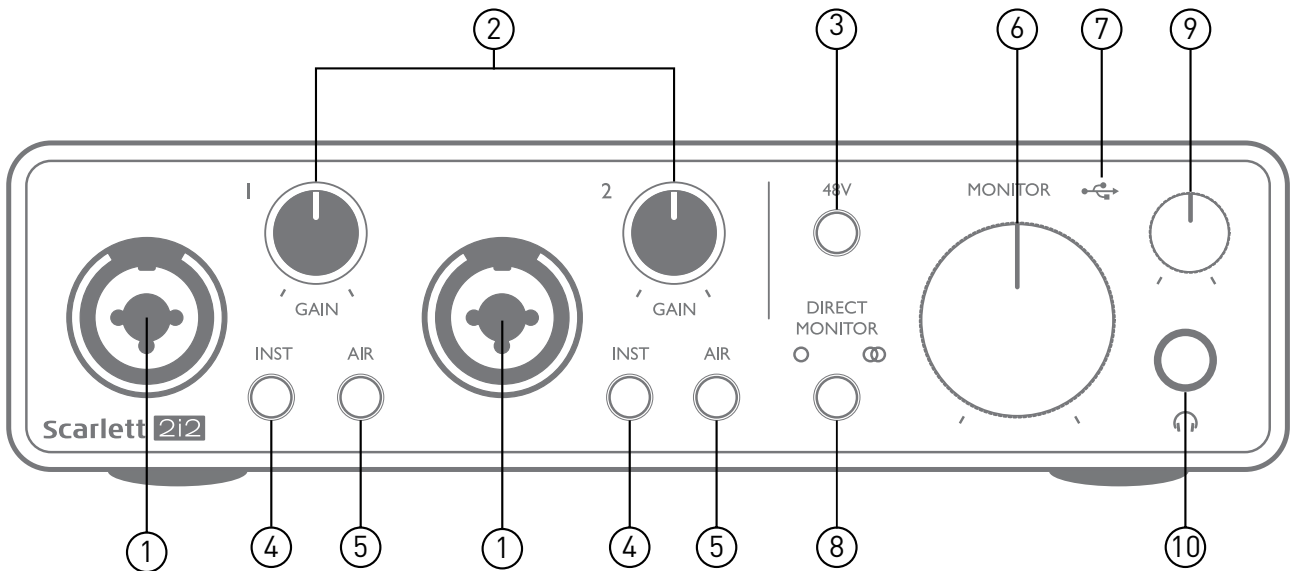 2
3
6
7
9
1
2
48V
MONITOR
GAIN
GAIN
DIRECT
MONITOR
INST
AIR
INST
AIR
Scarlett 2i2
1
4
5
1
4
5
8
10